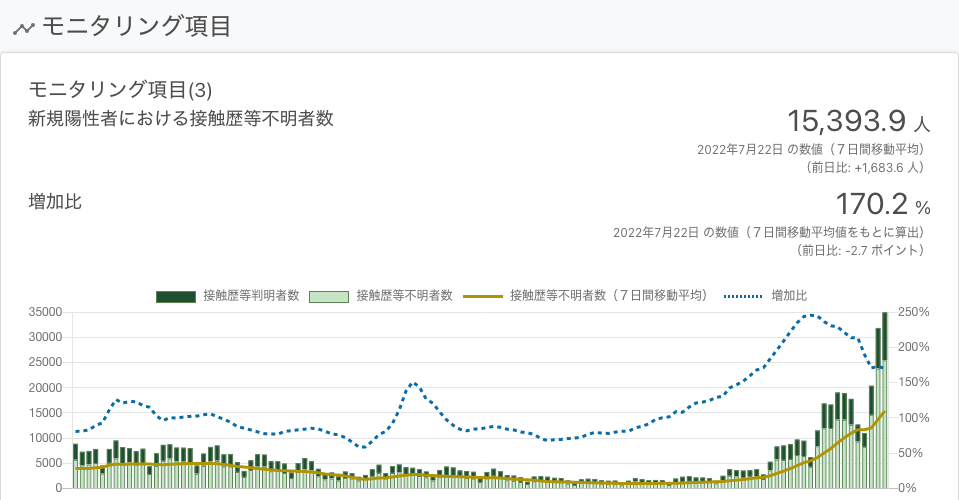 モニタリング項目
モニタリング項目(3)
新規陽性者における接触歴等不明者数
15,393.9 人
2022年7月22日 の数値（７日間移動平均）
（前日比: +1,683.6 人）
増加比
170.2 %
2022年7月22日 の数値（７日間移動平均値をもとに算出）
（前日比: -2.7 ポイント）
接触歴等判明者数 接触歴等不明者数 接触歴等不明者数（７日間移動平均） 増加比
35000 250%
30000
25000 200%
20000 150%
15000
10000 100%
5000 50%
0 0%